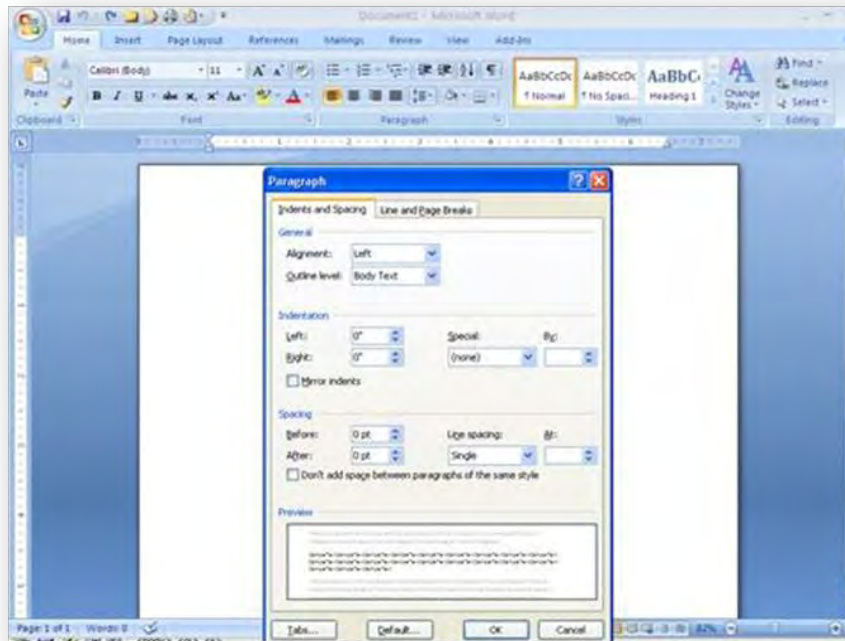 Document1 - Microsoft Word
Home Insert Page Layout References Mailings Review View Add-Ins
Calibri (Body) 11
Paste
B I U abe x, x² Aa
AaBbCcDc AaBbCcDc AaBbC
¶ Normal ¶ No Spaci... Heading 1
Change Styles
Find
Replace
Select
Clipboard Font Paragraph Styles Editing
Paragraph
Indents and Spacing Line and Page Breaks
General
Alignment: Left
Outline level: Body Text
Indentation
Left: 0" Special: By:
Right: 0" (none)
Mirror indents
Spacing
Before: 0 pt Line spacing: At:
After: 0 pt Single
Don't add space between paragraphs of the same style
Preview
Tabs... Default... OK Cancel
Page: 1 of 1 Words: 0 82%